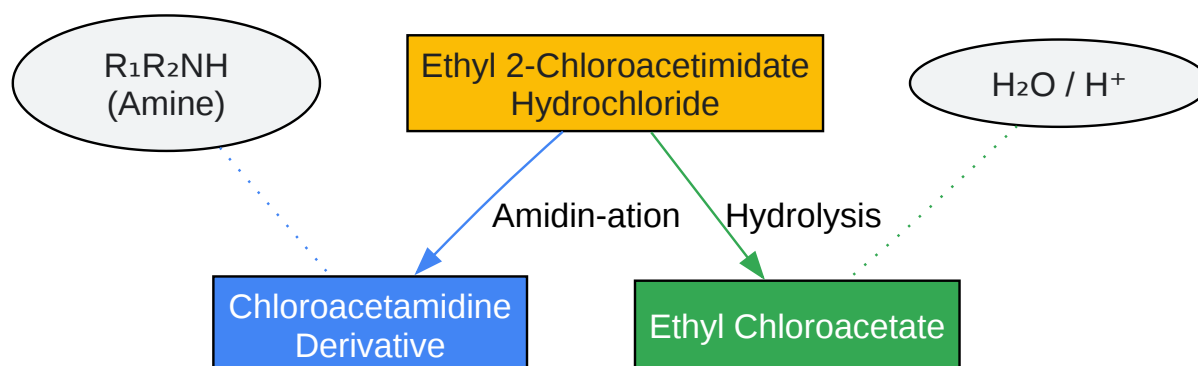 R₁R₂NH
(Amine)
Ethyl 2-Chloroacetimidate
Hydrochloride
H₂O / H⁺
Amidin-ation
Hydrolysis
Chloroacetamidine
Derivative
Ethyl Chloroacetate